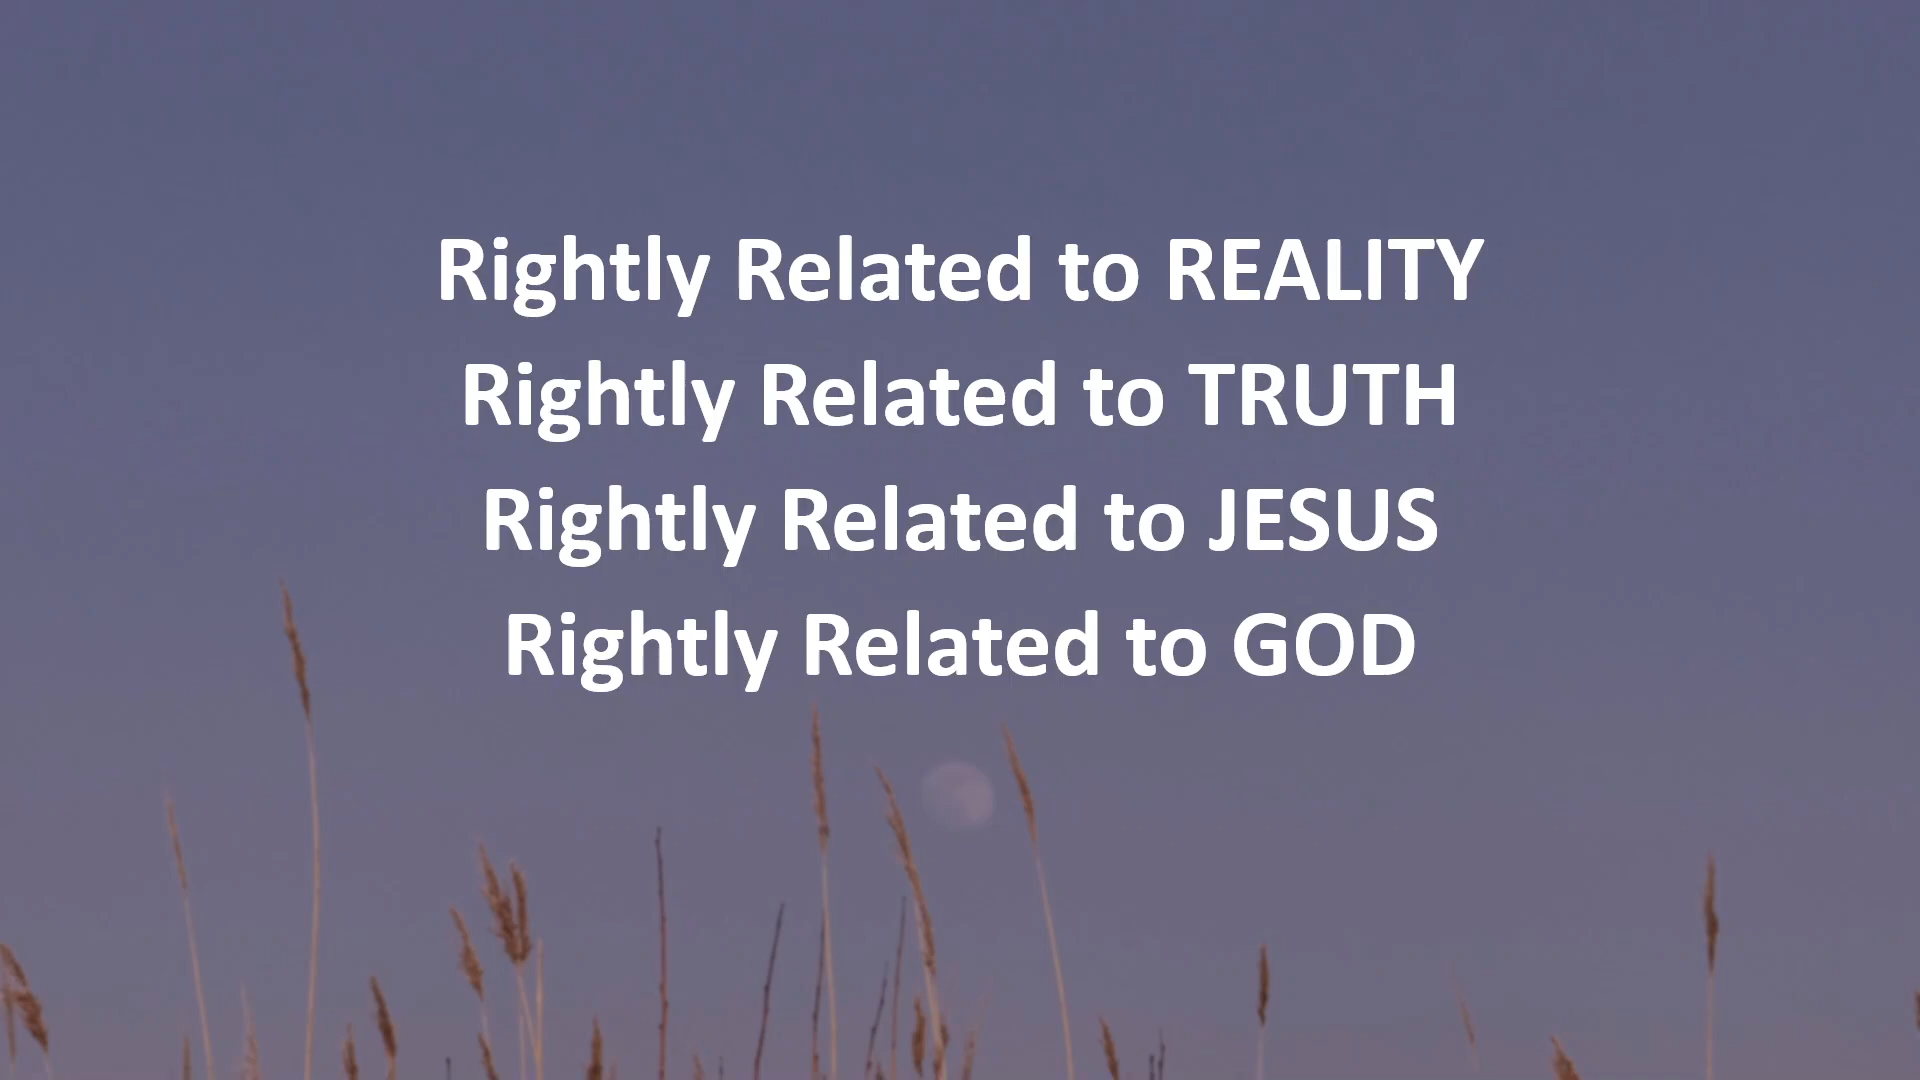 Rightly Related to REALITY
Rightly Related to TRUTH
Rightly Related to JESUS
Rightly Related to GOD